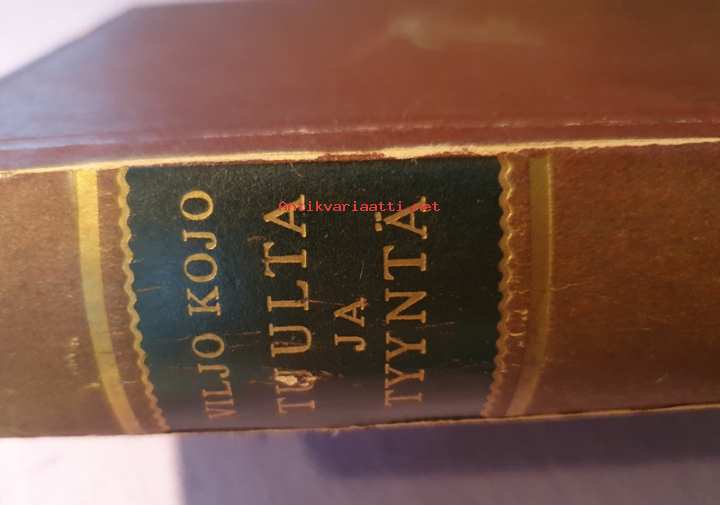 VILJO KOJO
TUULTA
JA
TYYNTÄ
Antikvariaatti.net